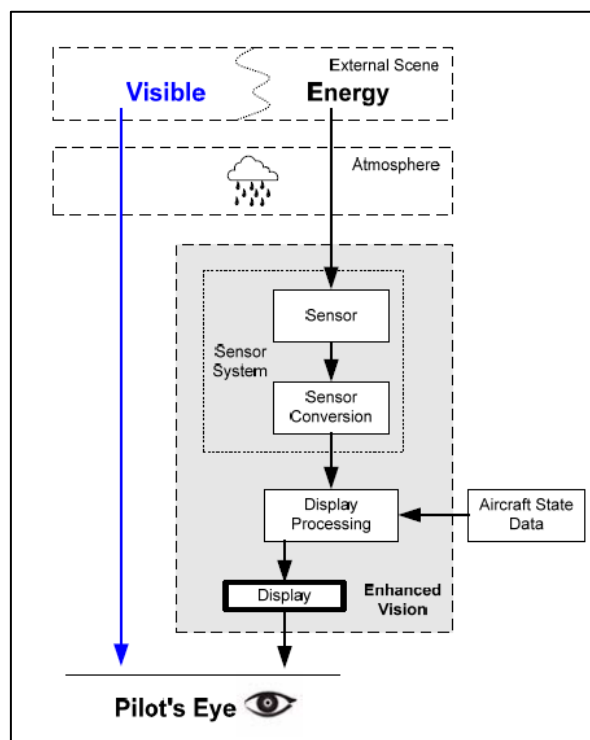 External Scene
Visible Energy
Atmosphere
Sensor
Sensor
System
Sensor
Conversion
Display
Processing
Aircraft State
Data
Display
Enhanced
Vision
Pilot's Eye